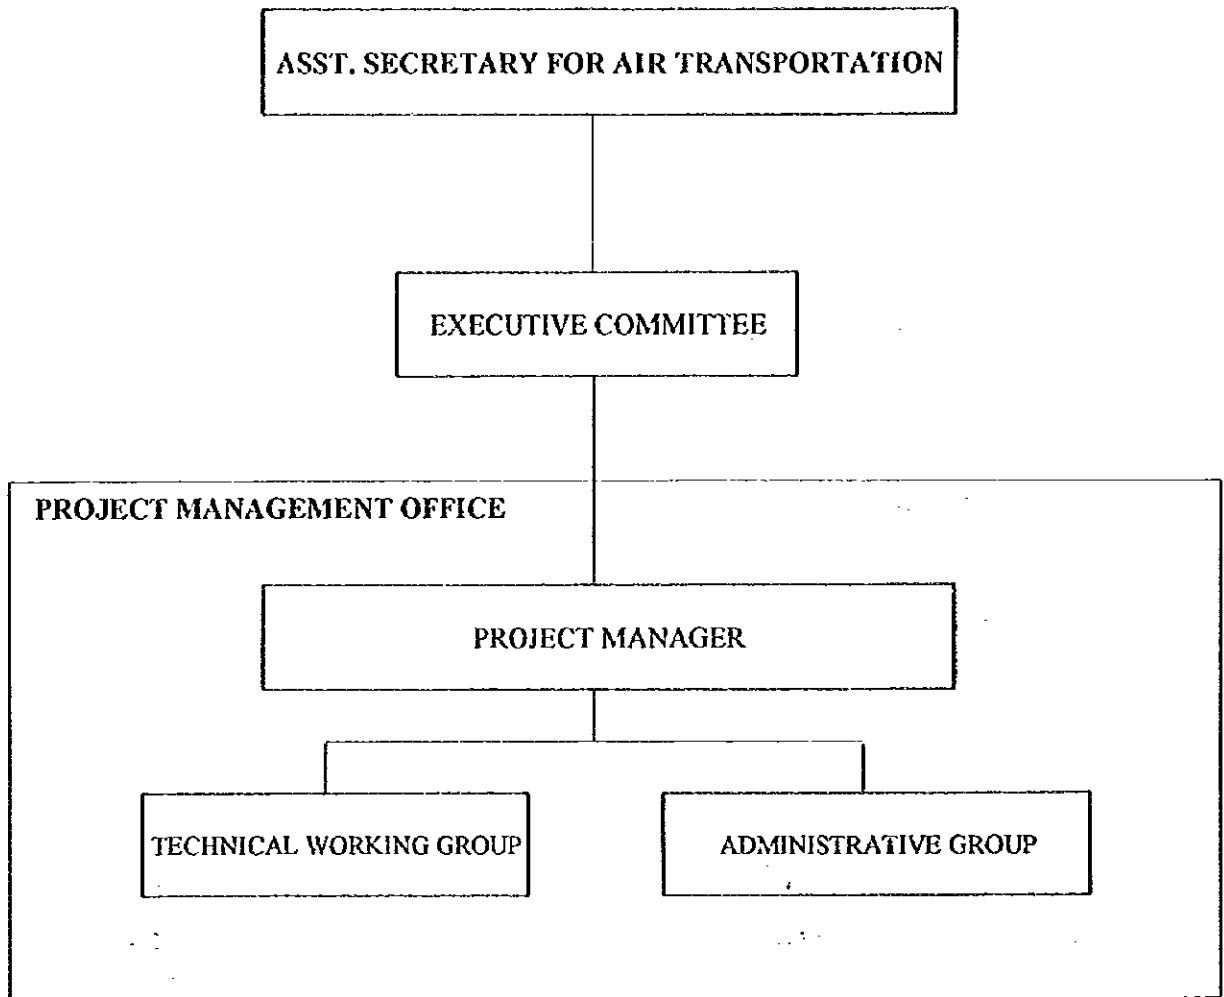 ASST. SECRETARY FOR AIR TRANSPORTATION
EXECUTIVE COMMITTEE
PROJECT MANAGEMENT OFFICE
PROJECT MANAGER
TECHNICAL WORKING GROUP
ADMINISTRATIVE GROUP